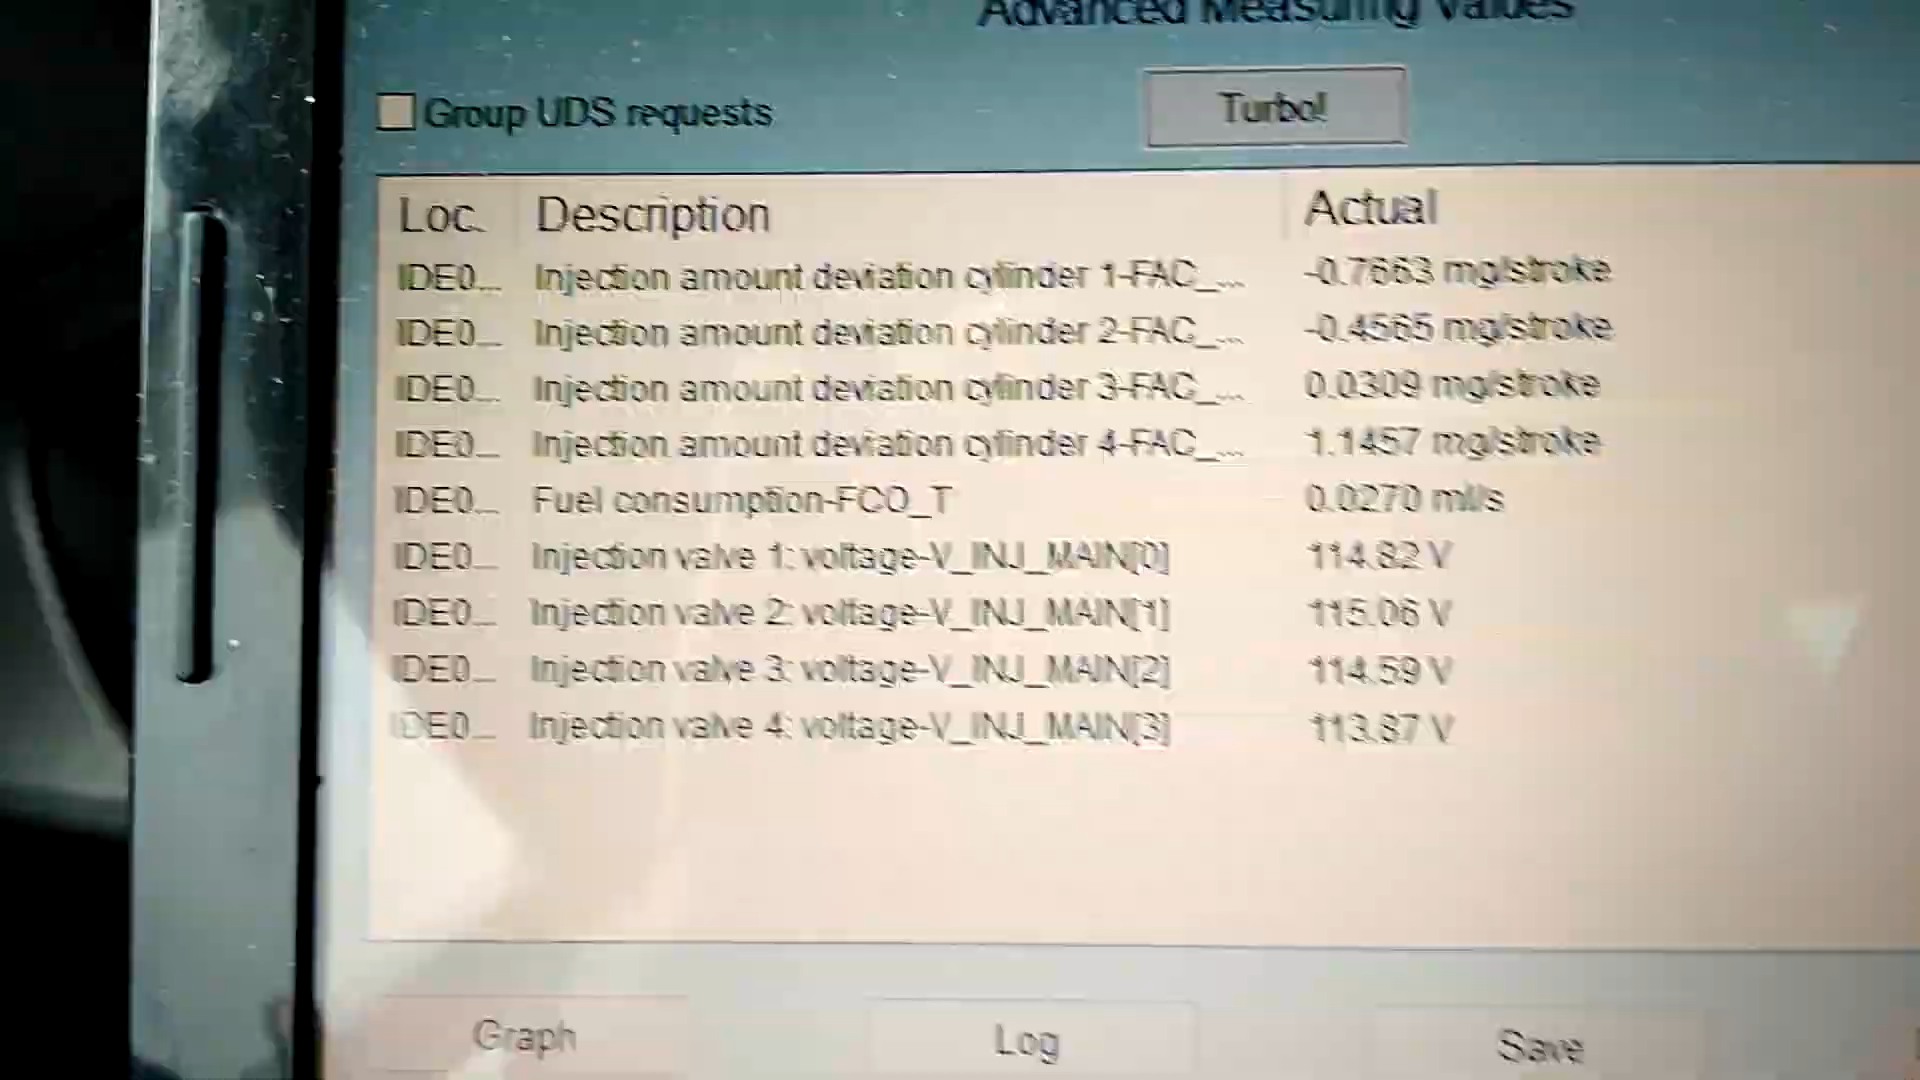 Advanced Measuring Values
Group UDS requests
Turbo!
Loc. Description Actual
IDE0... Injection amount deviation cylinder 1-FAC_... -0.7663 mg/stroke
IDE0... Injection amount deviation cylinder 2-FAC_... -0.4565 mg/stroke
IDE0... Injection amount deviation cylinder 3-FAC_... 0.0309 mg/stroke
IDE0... Injection amount deviation cylinder 4-FAC_... 1.1457 mg/stroke
IDE0... Fuel consumption-FCO_T 0.0270 ml/s
IDE0... Injection valve 1: voltage-V_INJ_MAIN[0] 114.82 V
IDE0... Injection valve 2: voltage-V_INJ_MAIN[1] 115.06 V
IDE0... Injection valve 3: voltage-V_INJ_MAIN[2] 114.59 V
IDE0... Injection valve 4: voltage-V_INJ_MAIN[3] 113.87 V
Graph Log Save